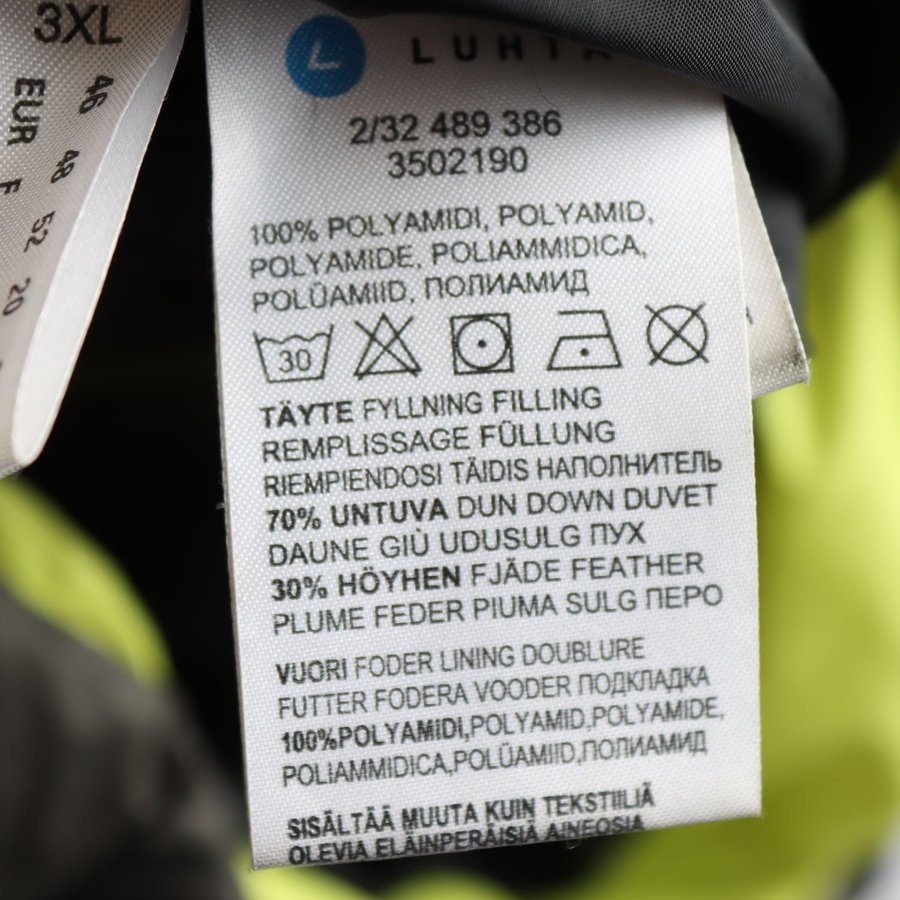 3XL
EUR 46 48 52
F 20
LUHTA
2/32 489 386
3502190
100% POLYAMIDI, POLYAMID,
POLYAMIDE, POLIAMMIDICA,
POLÜAMIID, ПОЛИАМИД
30
TÄYTE FYLLNING FILLING
REMPLISSAGE FÜLLUNG
RIEMPIENDOSI TÄIDIS НАПОЛНИТЕЛЬ
70% UNTUVA DUN DOWN DUVET
DAUNE GIÙ UDUSULG ПУХ
30% HÖYHEN FJÄDE FEATHER
PLUME FEDER PIUMA SULG ПЕРО
VUORI FODER LINING DOUBLURE
FUTTER FODERA VOODER ПОДКЛАДКА
100%POLYAMIDI,POLYAMID,POLYAMIDE,
POLIAMMIDICA,POLÜAMIID,ПОЛИАМИД
SISÄLTÄÄ MUUTA KUIN TEKSTIILIÄ
OLEVIA ELÄINPERÄISIÄ AINEOSIA